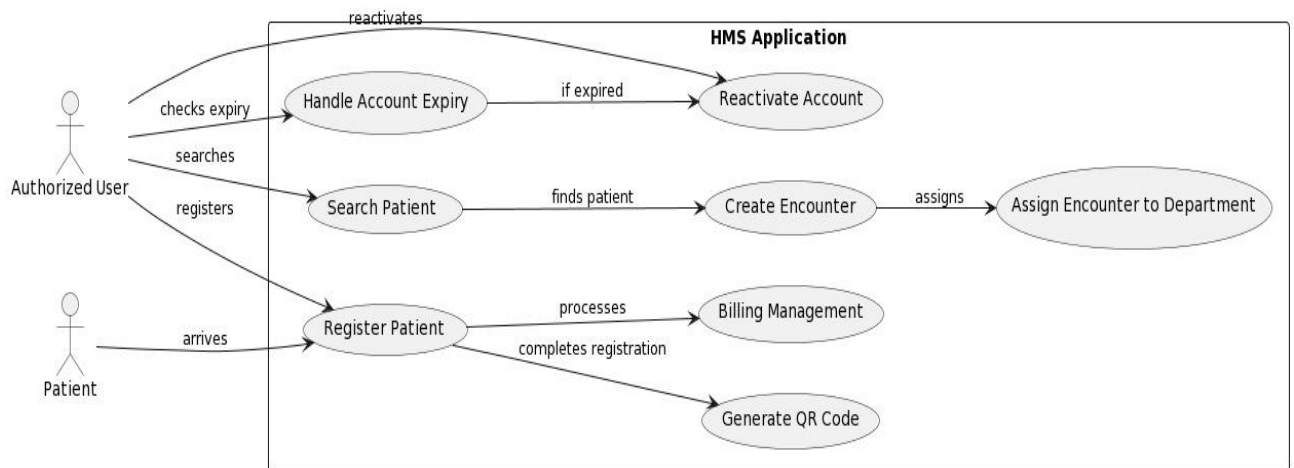 reactivates
HMS Application
Handle Account Expiry
if expired
Reactivate Account
checks expiry
Authorized User
searches
Search Patient
finds patient
Create Encounter
assigns
Assign Encounter to Department
registers
Register Patient
processes
Billing Management
arrives
Patient
completes registration
Generate QR Code